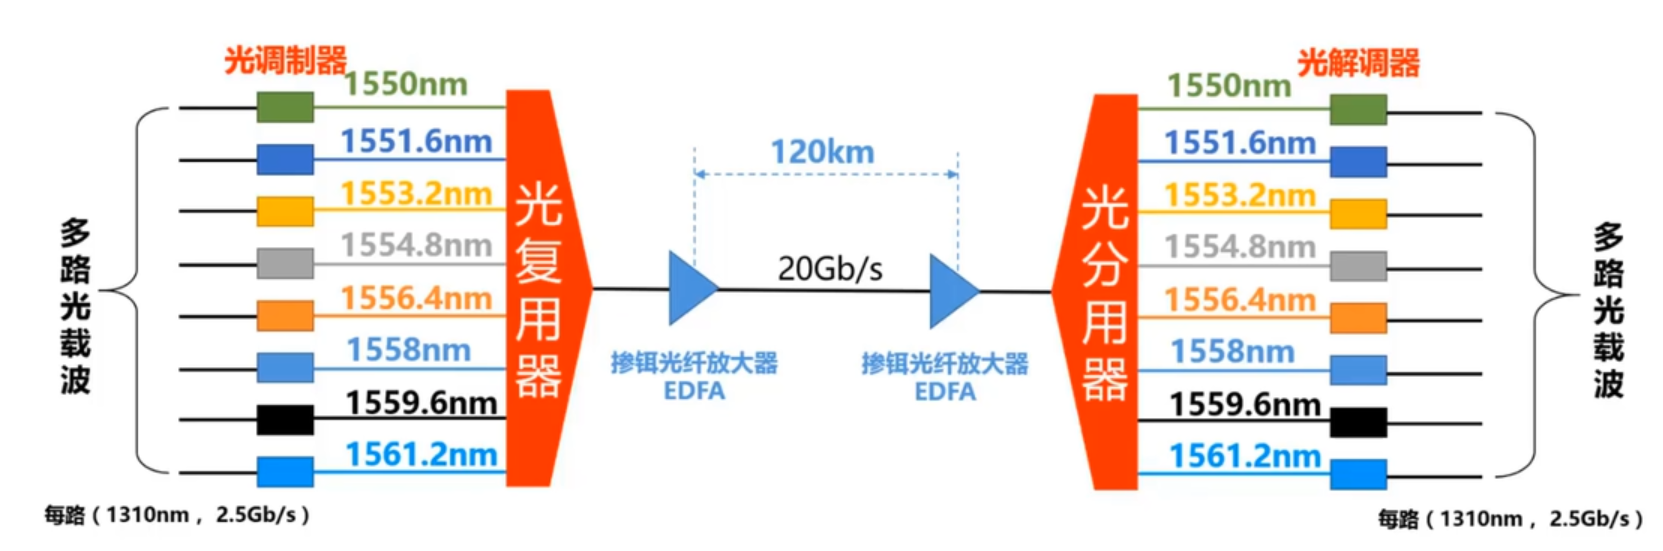 光调制器
1550nm
1551.6nm
1553.2nm
1554.8nm
1556.4nm
1558nm
1559.6nm
1561.2nm
多路光载波
每路（1310nm ，2.5Gb/s）
光复用器
120km
20Gb/s
掺铒光纤放大器
EDFA
掺铒光纤放大器
EDFA
光分用器
光解调器
1550nm
1551.6nm
1553.2nm
1554.8nm
1556.4nm
1558nm
1559.6nm
1561.2nm
多路光载波
每路（1310nm ，2.5Gb/s）